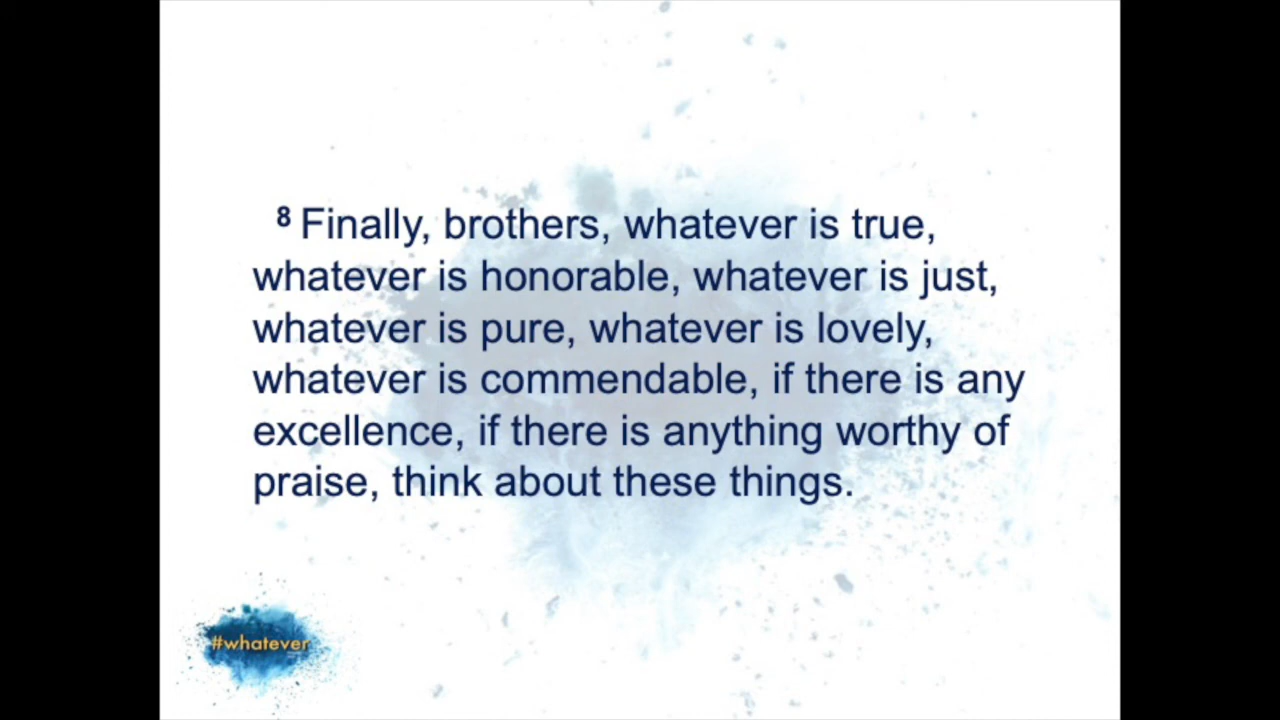 8 Finally, brothers, whatever is true,
whatever is honorable, whatever is just,
whatever is pure, whatever is lovely,
whatever is commendable, if there is any
excellence, if there is anything worthy of
praise, think about these things.
#whatever